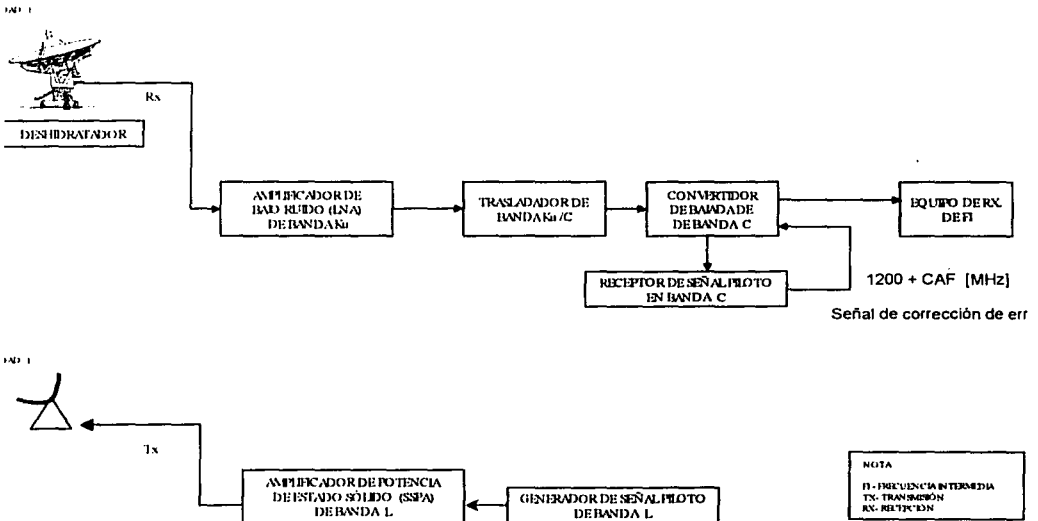 Rx
DESHIDRATADOR
AMPLIFICADOR DE
BAJO RUIDO (LNA)
DE BANDA Ku
TRASLADADOR DE
BANDA Ku /C
CONVERTIDOR
DE BAJADA DE
DE BANDA C
EQUIPO DE RX.
DE FI
RECEPTOR DE SEÑAL PILOTO
EN BANDA C
1200 + CAF [MHz]
Señal de corrección de err
Tx
AMPLIFICADOR DE POTENCIA
DE ESTADO SÓLIDO (SSPA)
DE BANDA L
GENERADOR DE SEÑAL PILOTO
DE BANDA L
NOTA
FI - FRECUENCIA INTERMEDIA
TX- TRANSMISIÓN
RX- RECEPCIÓN